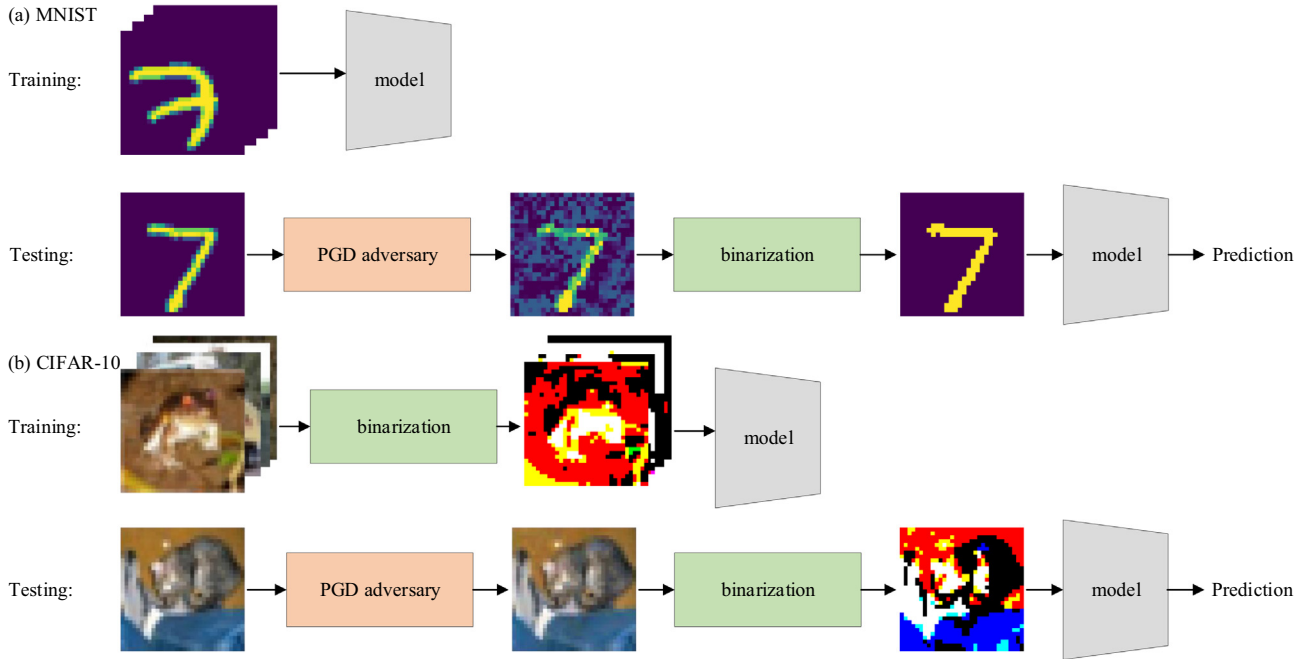 (a) MNIST
Training:
model
Testing:
PGD adversary
binarization
model
Prediction
(b) CIFAR-10
Training:
binarization
model
Testing:
PGD adversary
binarization
model
Prediction